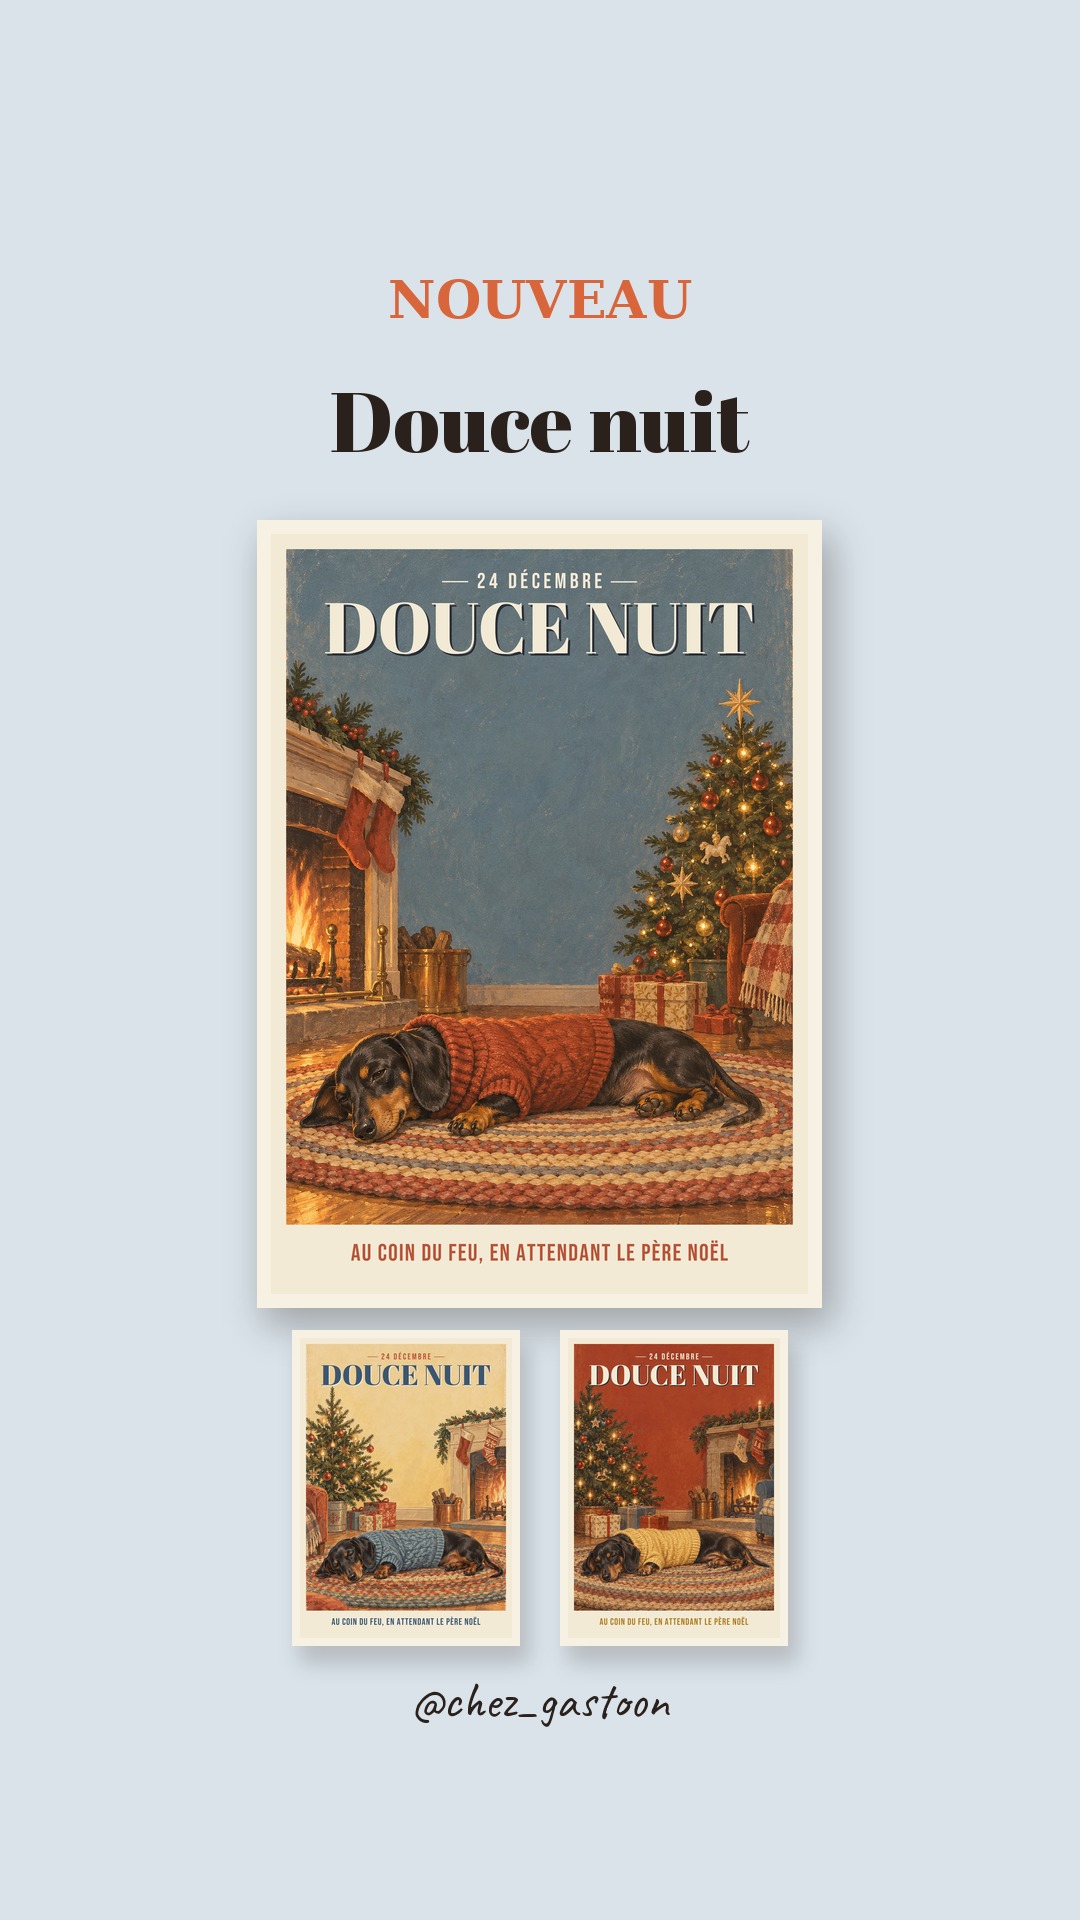 NOUVEAU
Douce nuit
24 DÉCEMBRE
DOUCE NUIT
AU COIN DU FEU, EN ATTENDANT LE PÈRE NOËL
24 DÉCEMBRE
DOUCE NUIT
AU COIN DU FEU, EN ATTENDANT LE PÈRE NOËL
24 DÉCEMBRE
DOUCE NUIT
AU COIN DU FEU, EN ATTENDANT LE PÈRE NOËL
@chez_gastoon